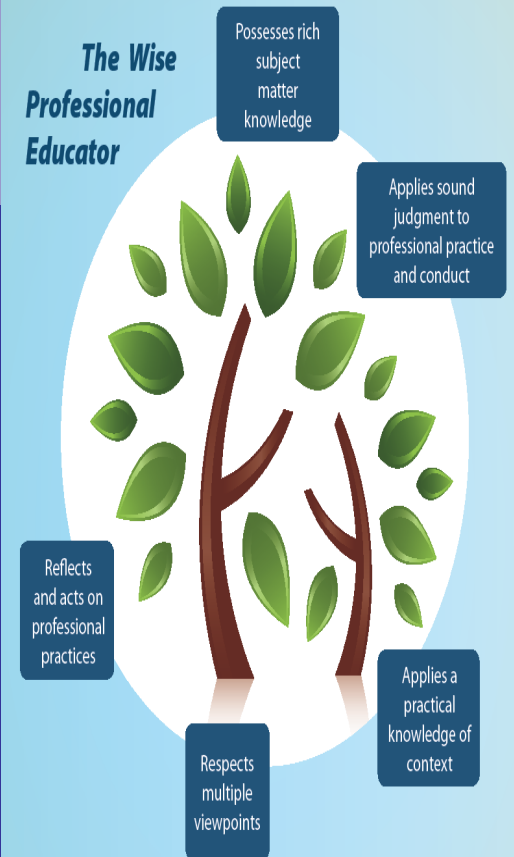 The Wise
Professional
Educator
Possesses rich
subject
matter
knowledge
Applies sound
judgment to
professional practice
and conduct
Applies a
practical
knowledge of
context
Respects
multiple
viewpoints
Reflects
and acts on
professional
practices